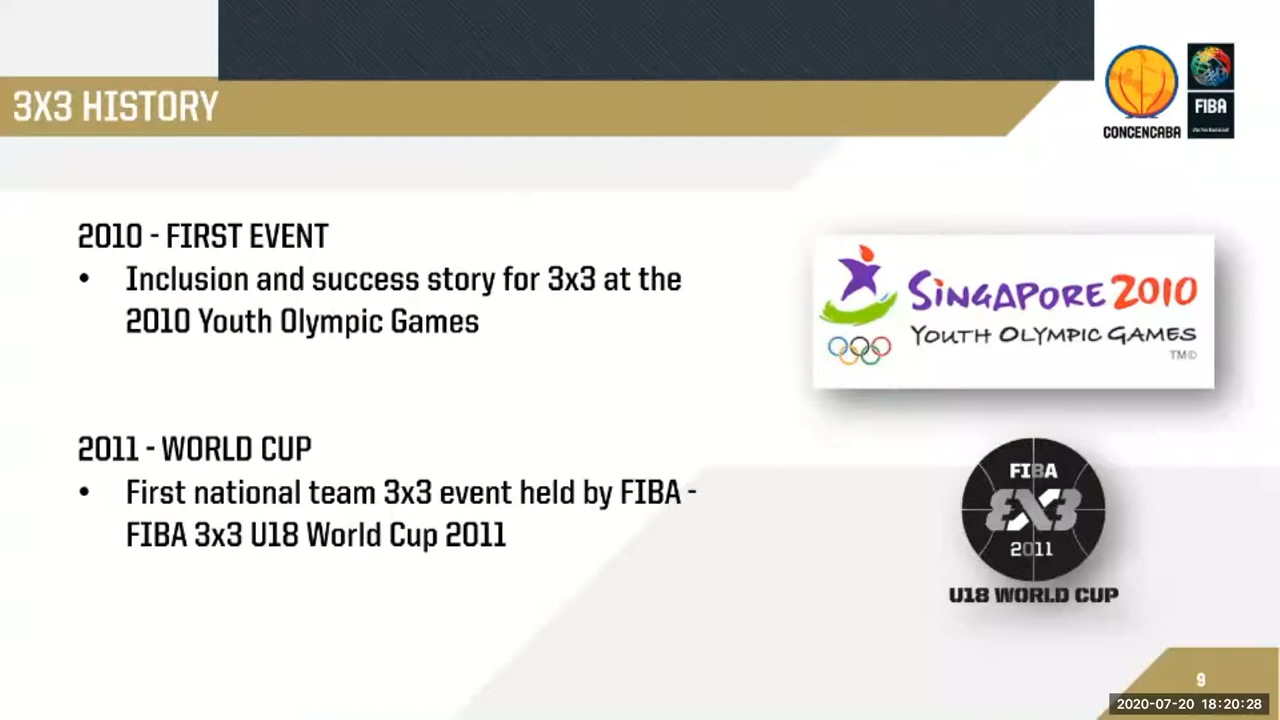 3X3 HISTORY
CONCENCABA
FIBA
2010 - FIRST EVENT
• Inclusion and success story for 3x3 at the
2010 Youth Olympic Games
SINGAPORE 2010
YOUTH OLYMPIC GAMES
TM©
2011 - WORLD CUP
• First national team 3x3 event held by FIBA -
FIBA 3x3 U18 World Cup 2011
FIBA
3X3
2011
U18 WORLD CUP
9
2020-07-20 18:20:28